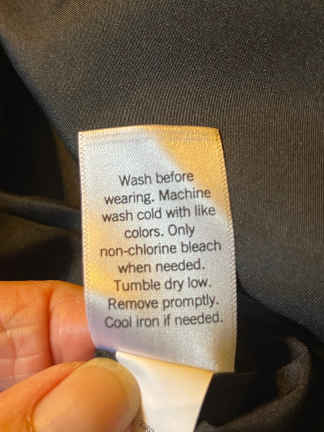 Wash before
wearing. Machine
wash cold with like
colors. Only
non-chlorine bleach
when needed.
Tumble dry low.
Remove promptly.
Cool iron if needed.